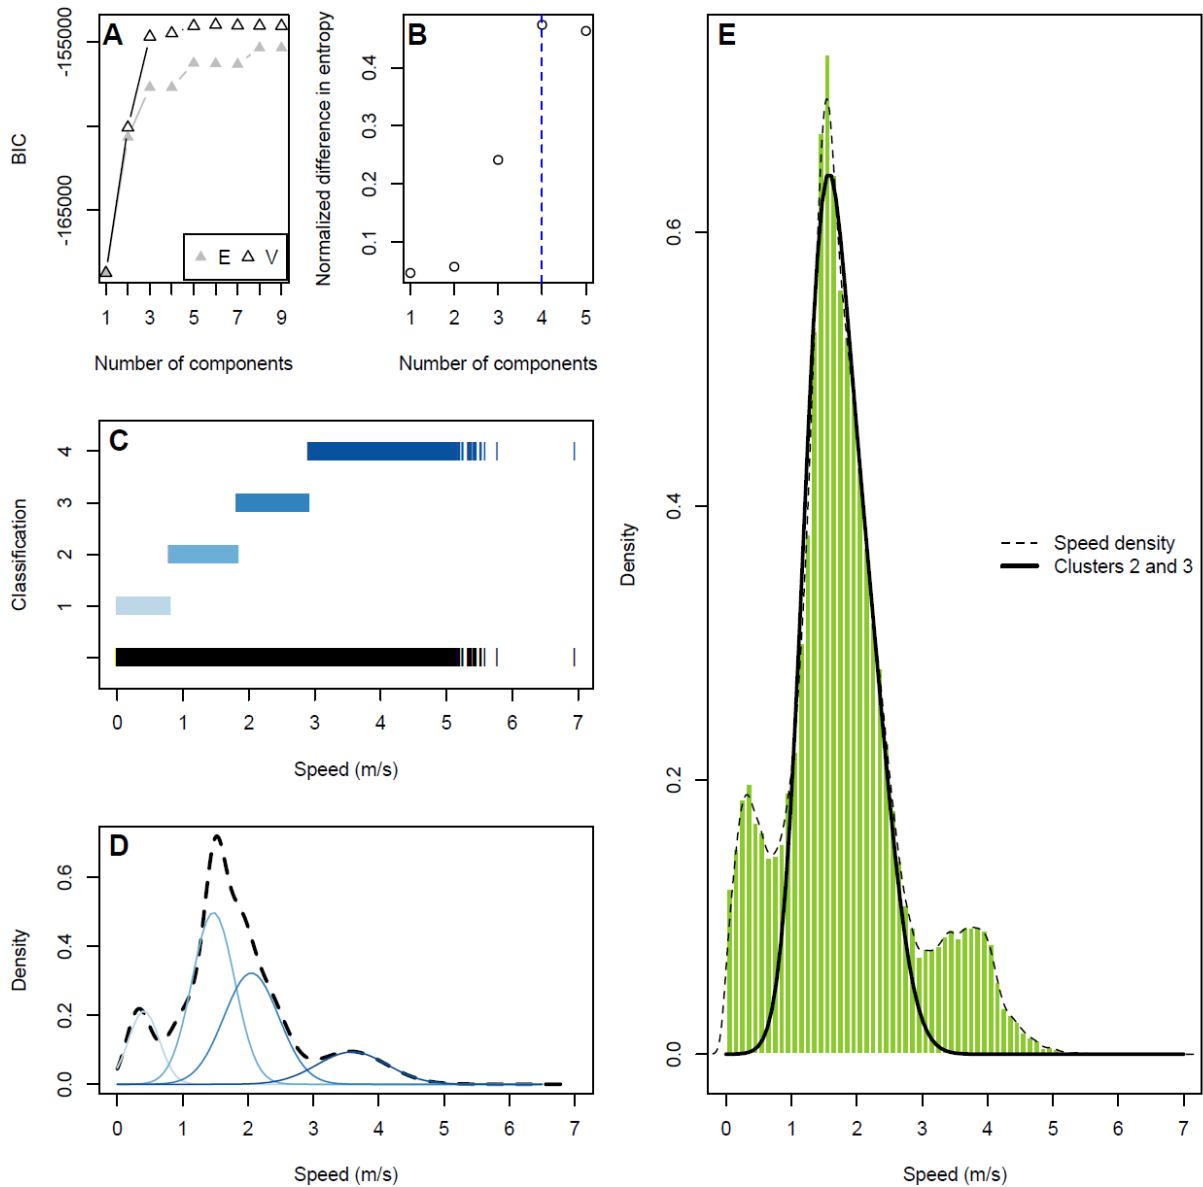 A
BIC
-155000
-165000
E V
1 3 5 7 9
Number of components
B
Normalized difference in entropy
0.4
0.3
0.2
0.1
1 2 3 4 5
Number of components
C
Classification
4
3
2
1
0 1 2 3 4 5 6 7
Speed (m/s)
D
Density
0.6
0.4
0.2
0.0
0 1 2 3 4 5 6 7
Speed (m/s)
E
Density
0.6
0.4
0.2
0.0
Speed density
Clusters 2 and 3
0 1 2 3 4 5 6 7
Speed (m/s)